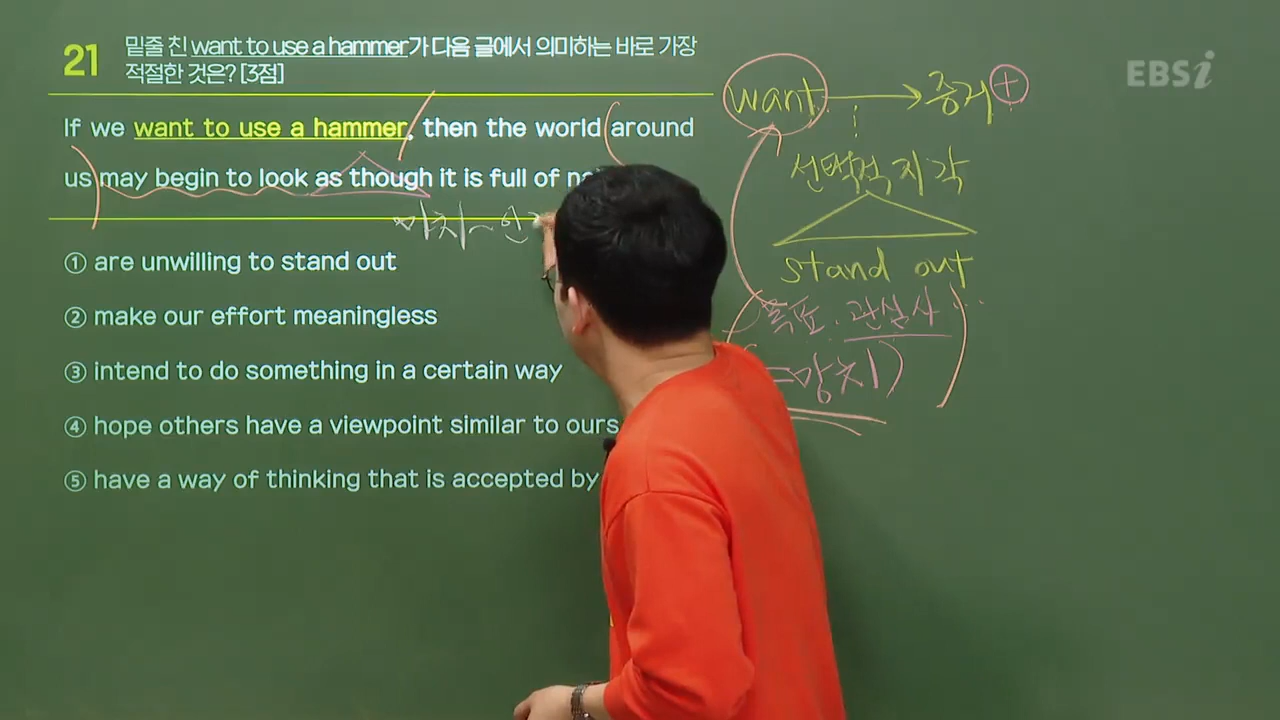 21 밑줄 친 want to use a hammer가 다음 글에서 의미하는 바로 가장
적절한 것은? [3점]
If we want to use a hammer, then the world around
us may begin to look as though it is full of
마치~인
① are unwilling to stand out
② make our effort meaningless
③ intend to do something in a certain way
④ hope others have a viewpoint similar to ours
⑤ have a way of thinking that is accepted by
EBSi
want → 증거 +
선택적 지각
stand out
목표. 관심사 ...
(=망치)